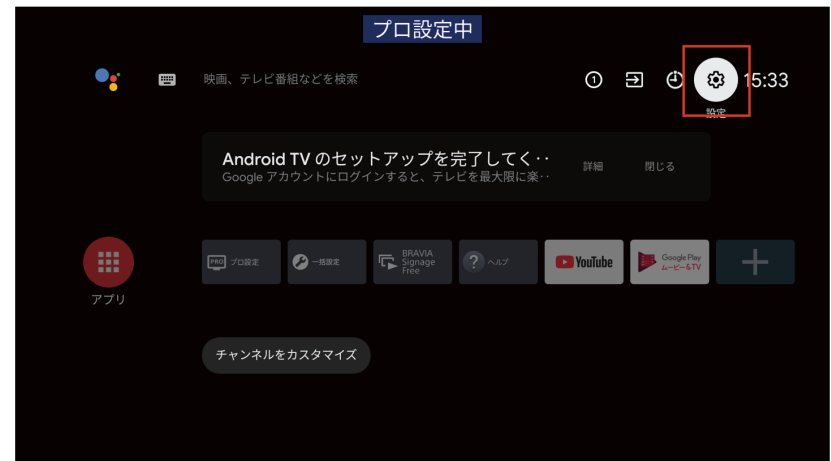 プロ設定中
映画、テレビ番組などを検索
1
15:33
設定
Android TV のセットアップを完了してく‥
Google アカウントにログインすると、テレビを最大限に楽‥
詳細
閉じる
アプリ
PRO プロ設定
一括設定
BRAVIA
Signage
Free
? ヘルプ
YouTube
Google Play
ムービー&TV
チャンネルをカスタマイズ